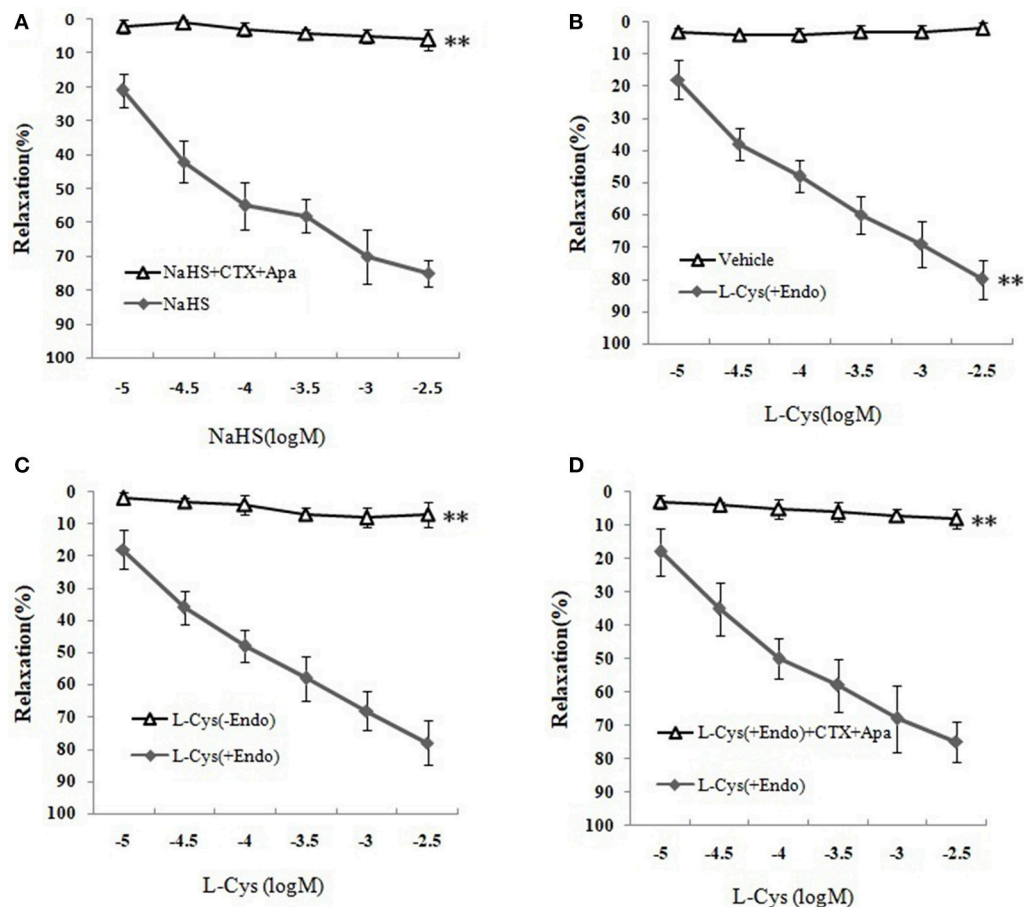 A
0
10
20
30
40
50
60
70
80
90
100
Relaxation(%)
**
NaHS+CTX+Apa
NaHS
-5 -4.5 -4 -3.5 -3 -2.5
NaHS(logM)
B
0
10
20
30
40
50
60
70
80
90
100
Relaxation(%)
Vehicle
L-Cys(+Endo)
**
-5 -4.5 -4 -3.5 -3 -2.5
L-Cys(logM)
C
0
10
20
30
40
50
60
70
80
90
100
Relaxation(%)
**
L-Cys(-Endo)
L-Cys(+Endo)
-5 -4.5 -4 -3.5 -3 -2.5
L-Cys (logM)
D
0
10
20
30
40
50
60
70
80
90
100
Relaxation(%)
**
L-Cys(+Endo)+CTX+Apa
L-Cys(+Endo)
-5 -4.5 -4 -3.5 -3 -2.5
L-Cys (logM)